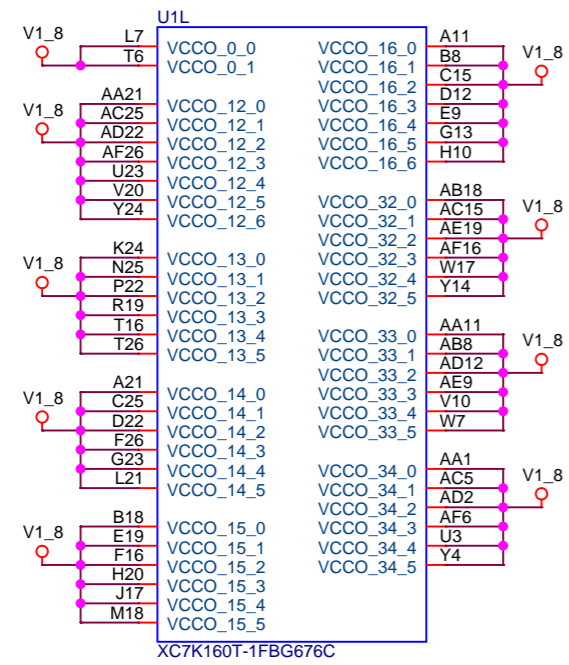 U1L
V1_8
L7 VCCO_0_0
T6 VCCO_0_1
V1_8
AA21 VCCO_12_0
AC25 VCCO_12_1
AD22 VCCO_12_2
AF26 VCCO_12_3
U23 VCCO_12_4
V20 VCCO_12_5
Y24 VCCO_12_6
V1_8
K24 VCCO_13_0
N25 VCCO_13_1
P22 VCCO_13_2
R19 VCCO_13_3
T16 VCCO_13_4
T26 VCCO_13_5
V1_8
A21 VCCO_14_0
C25 VCCO_14_1
D22 VCCO_14_2
F26 VCCO_14_3
G23 VCCO_14_4
L21 VCCO_14_5
V1_8
B18 VCCO_15_0
E19 VCCO_15_1
F16 VCCO_15_2
H20 VCCO_15_3
J17 VCCO_15_4
M18 VCCO_15_5
VCCO_16_0 A11
VCCO_16_1 B8
VCCO_16_2 C15
VCCO_16_3 D12
VCCO_16_4 E9
VCCO_16_5 G13
VCCO_16_6 H10
V1_8
VCCO_32_0 AB18
VCCO_32_1 AC15
VCCO_32_2 AE19
VCCO_32_3 AF16
VCCO_32_4 W17
VCCO_32_5 Y14
V1_8
VCCO_33_0 AA11
VCCO_33_1 AB8
VCCO_33_2 AD12
VCCO_33_3 AE9
VCCO_33_4 V10
VCCO_33_5 W7
V1_8
VCCO_34_0 AA1
VCCO_34_1 AC5
VCCO_34_2 AD2
VCCO_34_3 AF6
VCCO_34_4 U3
VCCO_34_5 Y4
V1_8
XC7K160T-1FBG676C